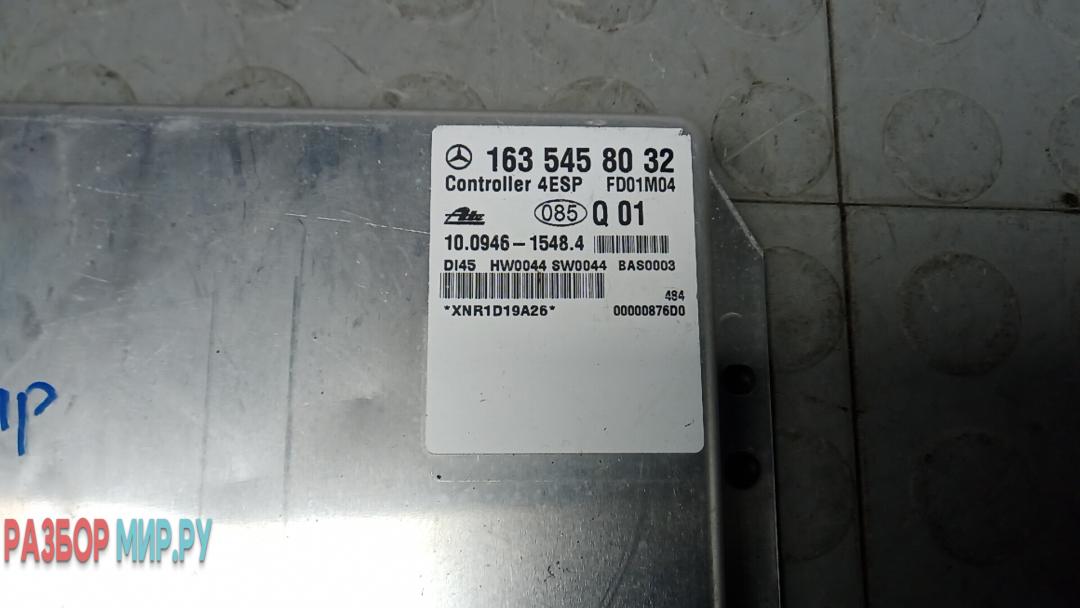 163 545 80 32
Controller 4ESP FD01M04
Ate 085 Q 01
10.0946-1548.4
DI45 HW0044 SW0044 BAS0003
484
*XNR1D19A26* 00000876D0
РАЗБОР МИР.РУ